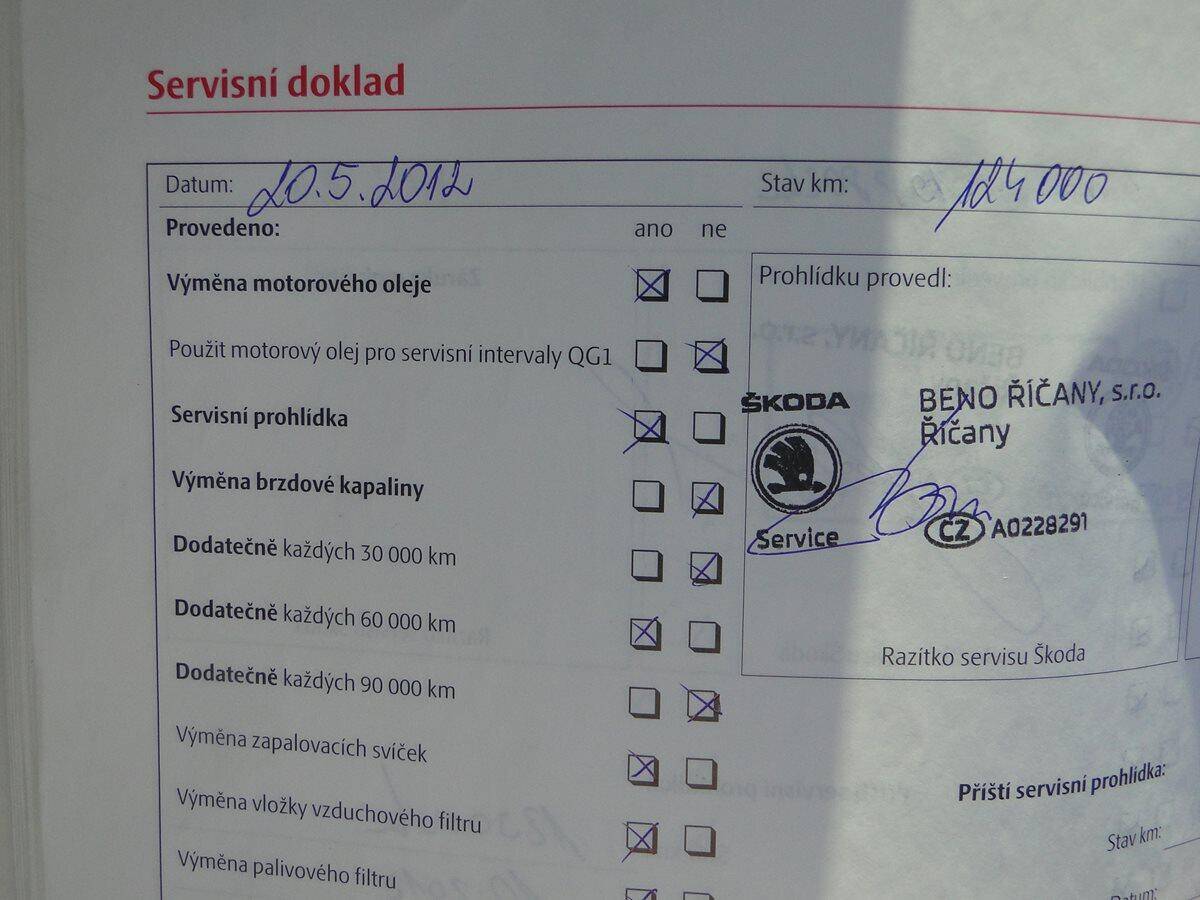 Servisní doklad
Datum: 20.5.2012
Stav km: 124 000
Provedeno: ano ne
Výměna motorového oleje
Použit motorový olej pro servisní intervaly QG1
Servisní prohlídka
Výměna brzdové kapaliny
Dodatečně každých 30 000 km
Dodatečně každých 60 000 km
Dodatečně každých 90 000 km
Výměna zapalovacích svíček
Výměna vložky vzduchového filtru
Výměna palivového filtru
Prohlídku provedl:
ŠKODA
Service
BENO ŘÍČANY, s.r.o.
Říčany
CZ A0228291
Razítko servisu Škoda
Příští servisní prohlídka:
Stav km:
Datum: